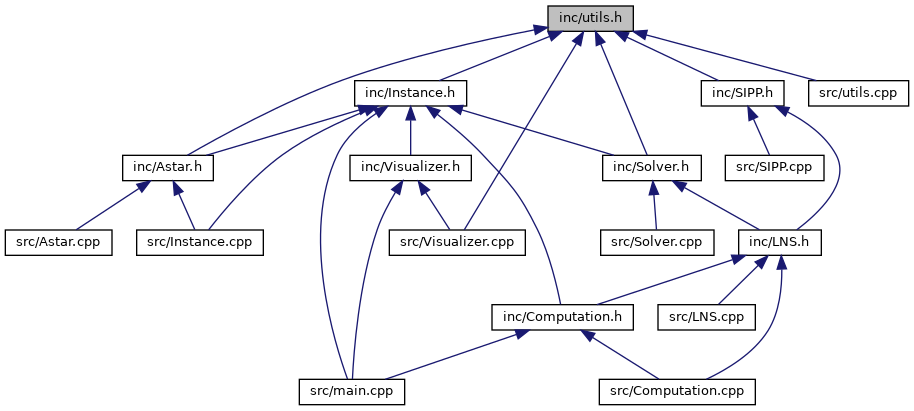 inc/utils.h
inc/Instance.h
inc/SIPP.h
src/utils.cpp
inc/Astar.h
inc/Visualizer.h
inc/Solver.h
src/SIPP.cpp
src/Astar.cpp
src/Instance.cpp
src/Visualizer.cpp
src/Solver.cpp
inc/LNS.h
inc/Computation.h
src/LNS.cpp
src/main.cpp
src/Computation.cpp